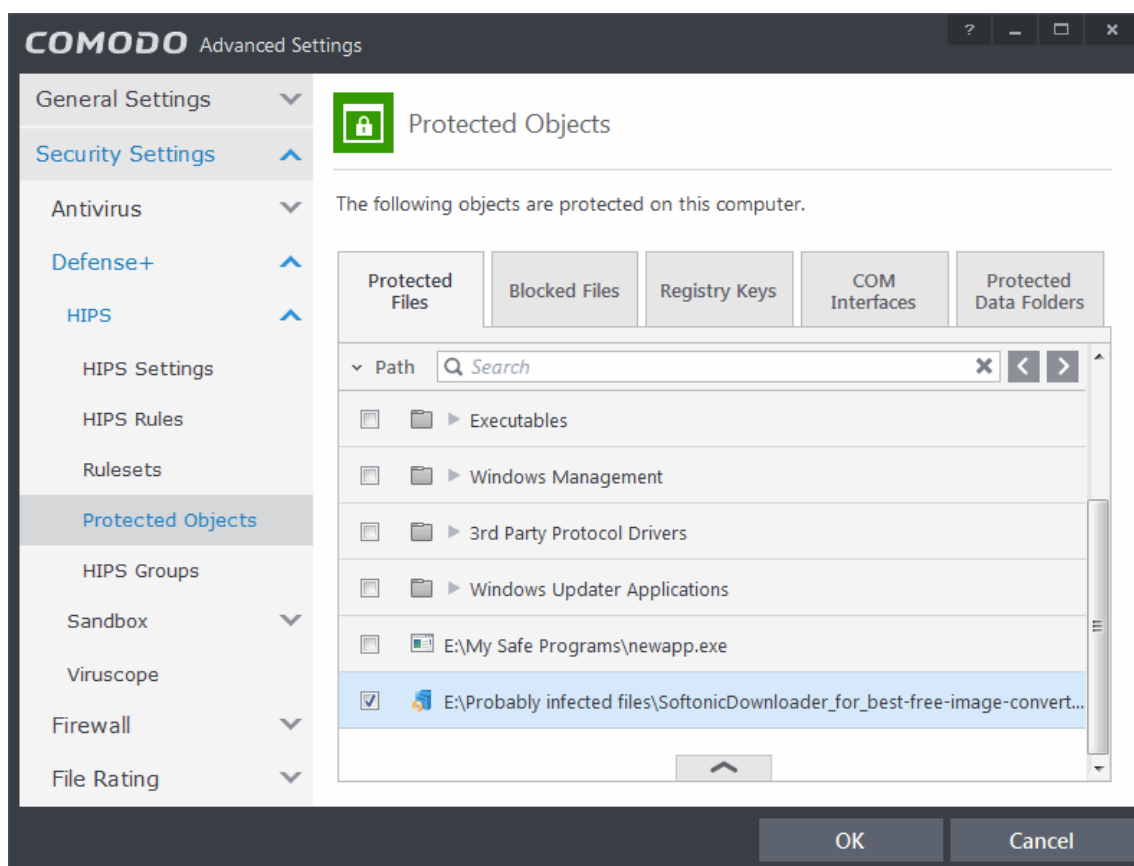 COMODO Advanced Settings
General Settings
Security Settings
Antivirus
Defense+
HIPS
HIPS Settings
HIPS Rules
Rulesets
Protected Objects
HIPS Groups
Sandbox
Viruscope
Firewall
File Rating
Protected Objects
The following objects are protected on this computer.
Protected
Files
Blocked Files
Registry Keys
COM
Interfaces
Protected
Data Folders
Path
Search
Executables
Windows Management
3rd Party Protocol Drivers
Windows Updater Applications
E:\My Safe Programs\newapp.exe
E:\Probably infected files\SoftonicDownloader_for_best-free-image-convert...
OK
Cancel